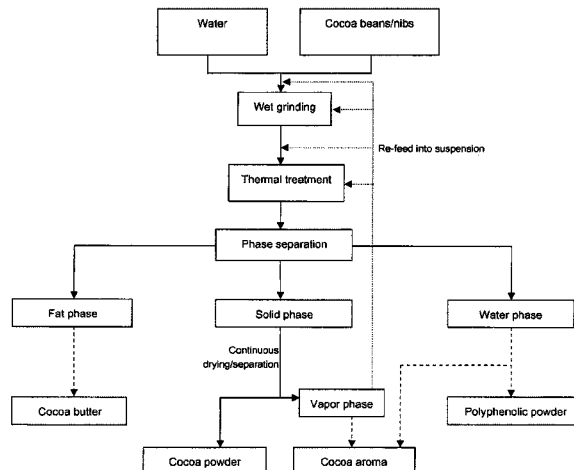 Water
Cocoa beans/nibs
Wet grinding
Re-feed into suspension
Thermal treatment
Phase separation
Fat phase
Solid phase
Water phase
Continuous
drying/separation
Vapor phase
Cocoa butter
Polyphenolic powder
Cocoa powder
Cocoa aroma